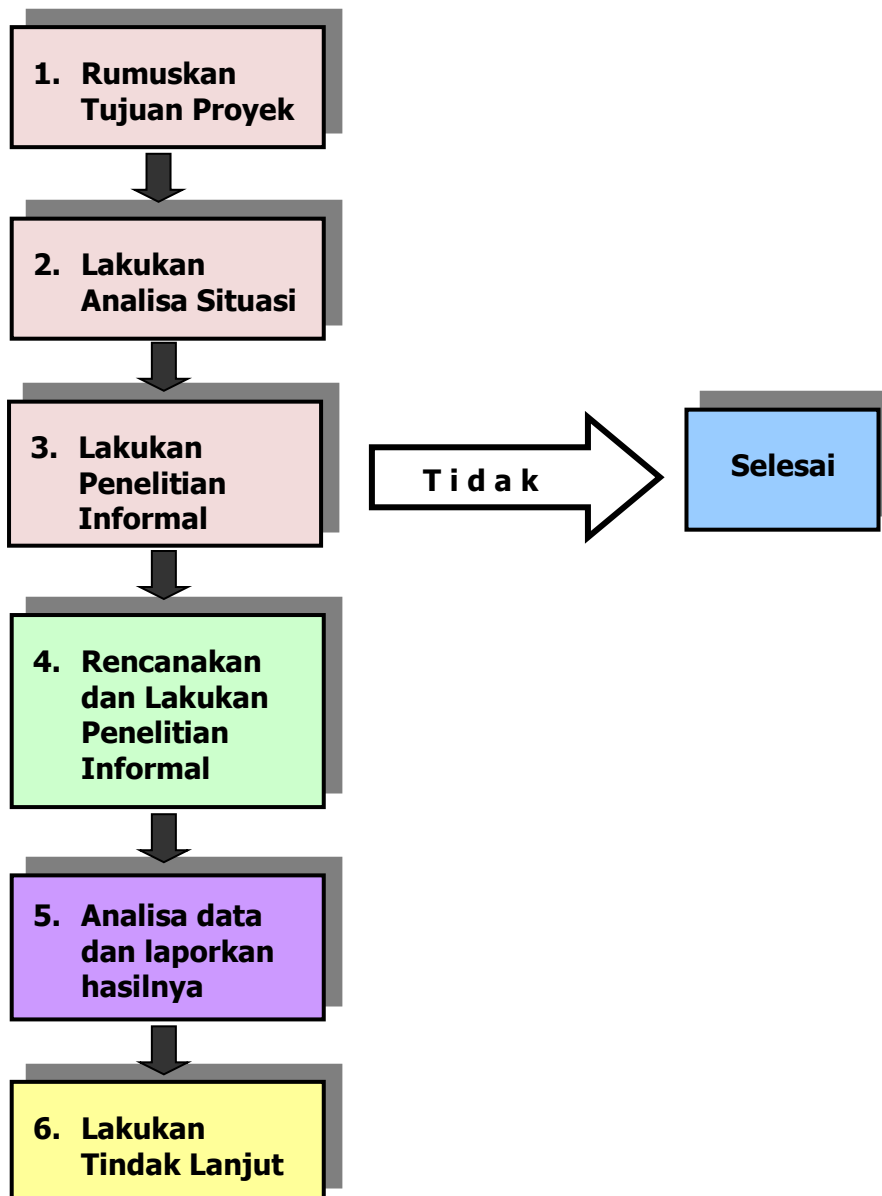 1. Rumuskan
Tujuan Proyek
2. Lakukan
Analisa Situasi
3. Lakukan
Penelitian
Informal
T i d a k
Selesai
4. Rencanakan
dan Lakukan
Penelitian
Informal
5. Analisa data
dan laporkan
hasilnya
6. Lakukan
Tindak Lanjut